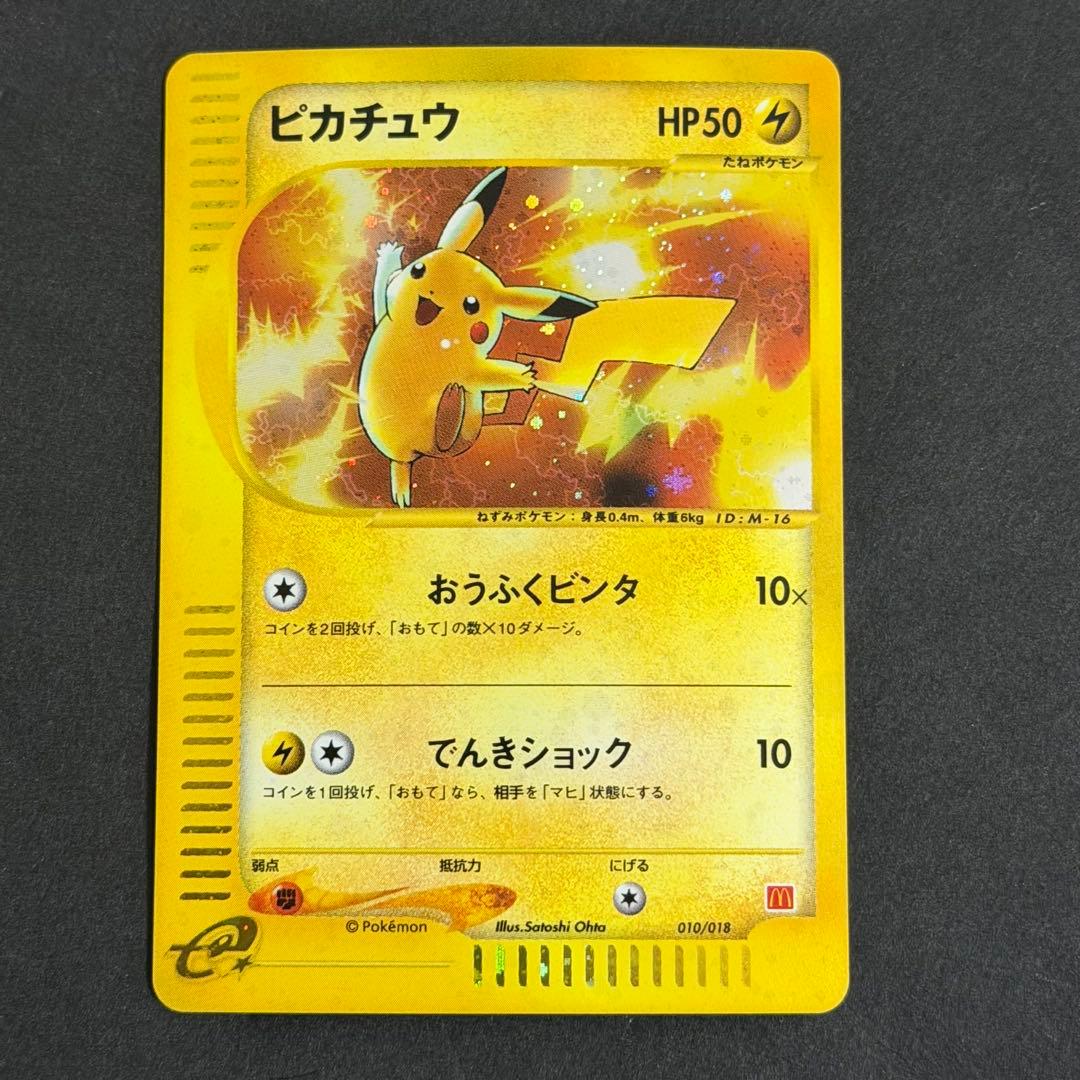 ピカチュウ HP50
たねポケモン
ねずみポケモン:身長0.4m、体重6kg ID:M-16
おうふくビンタ 10×
コインを2回投げ、「おもて」の数×10ダメージ。
でんきショック 10
コインを1回投げ、「おもて」なら、相手を「マヒ」状態にする。
弱点 抵抗力 にげる
©Pokémon Illus.Satoshi Ohta 010/018
e